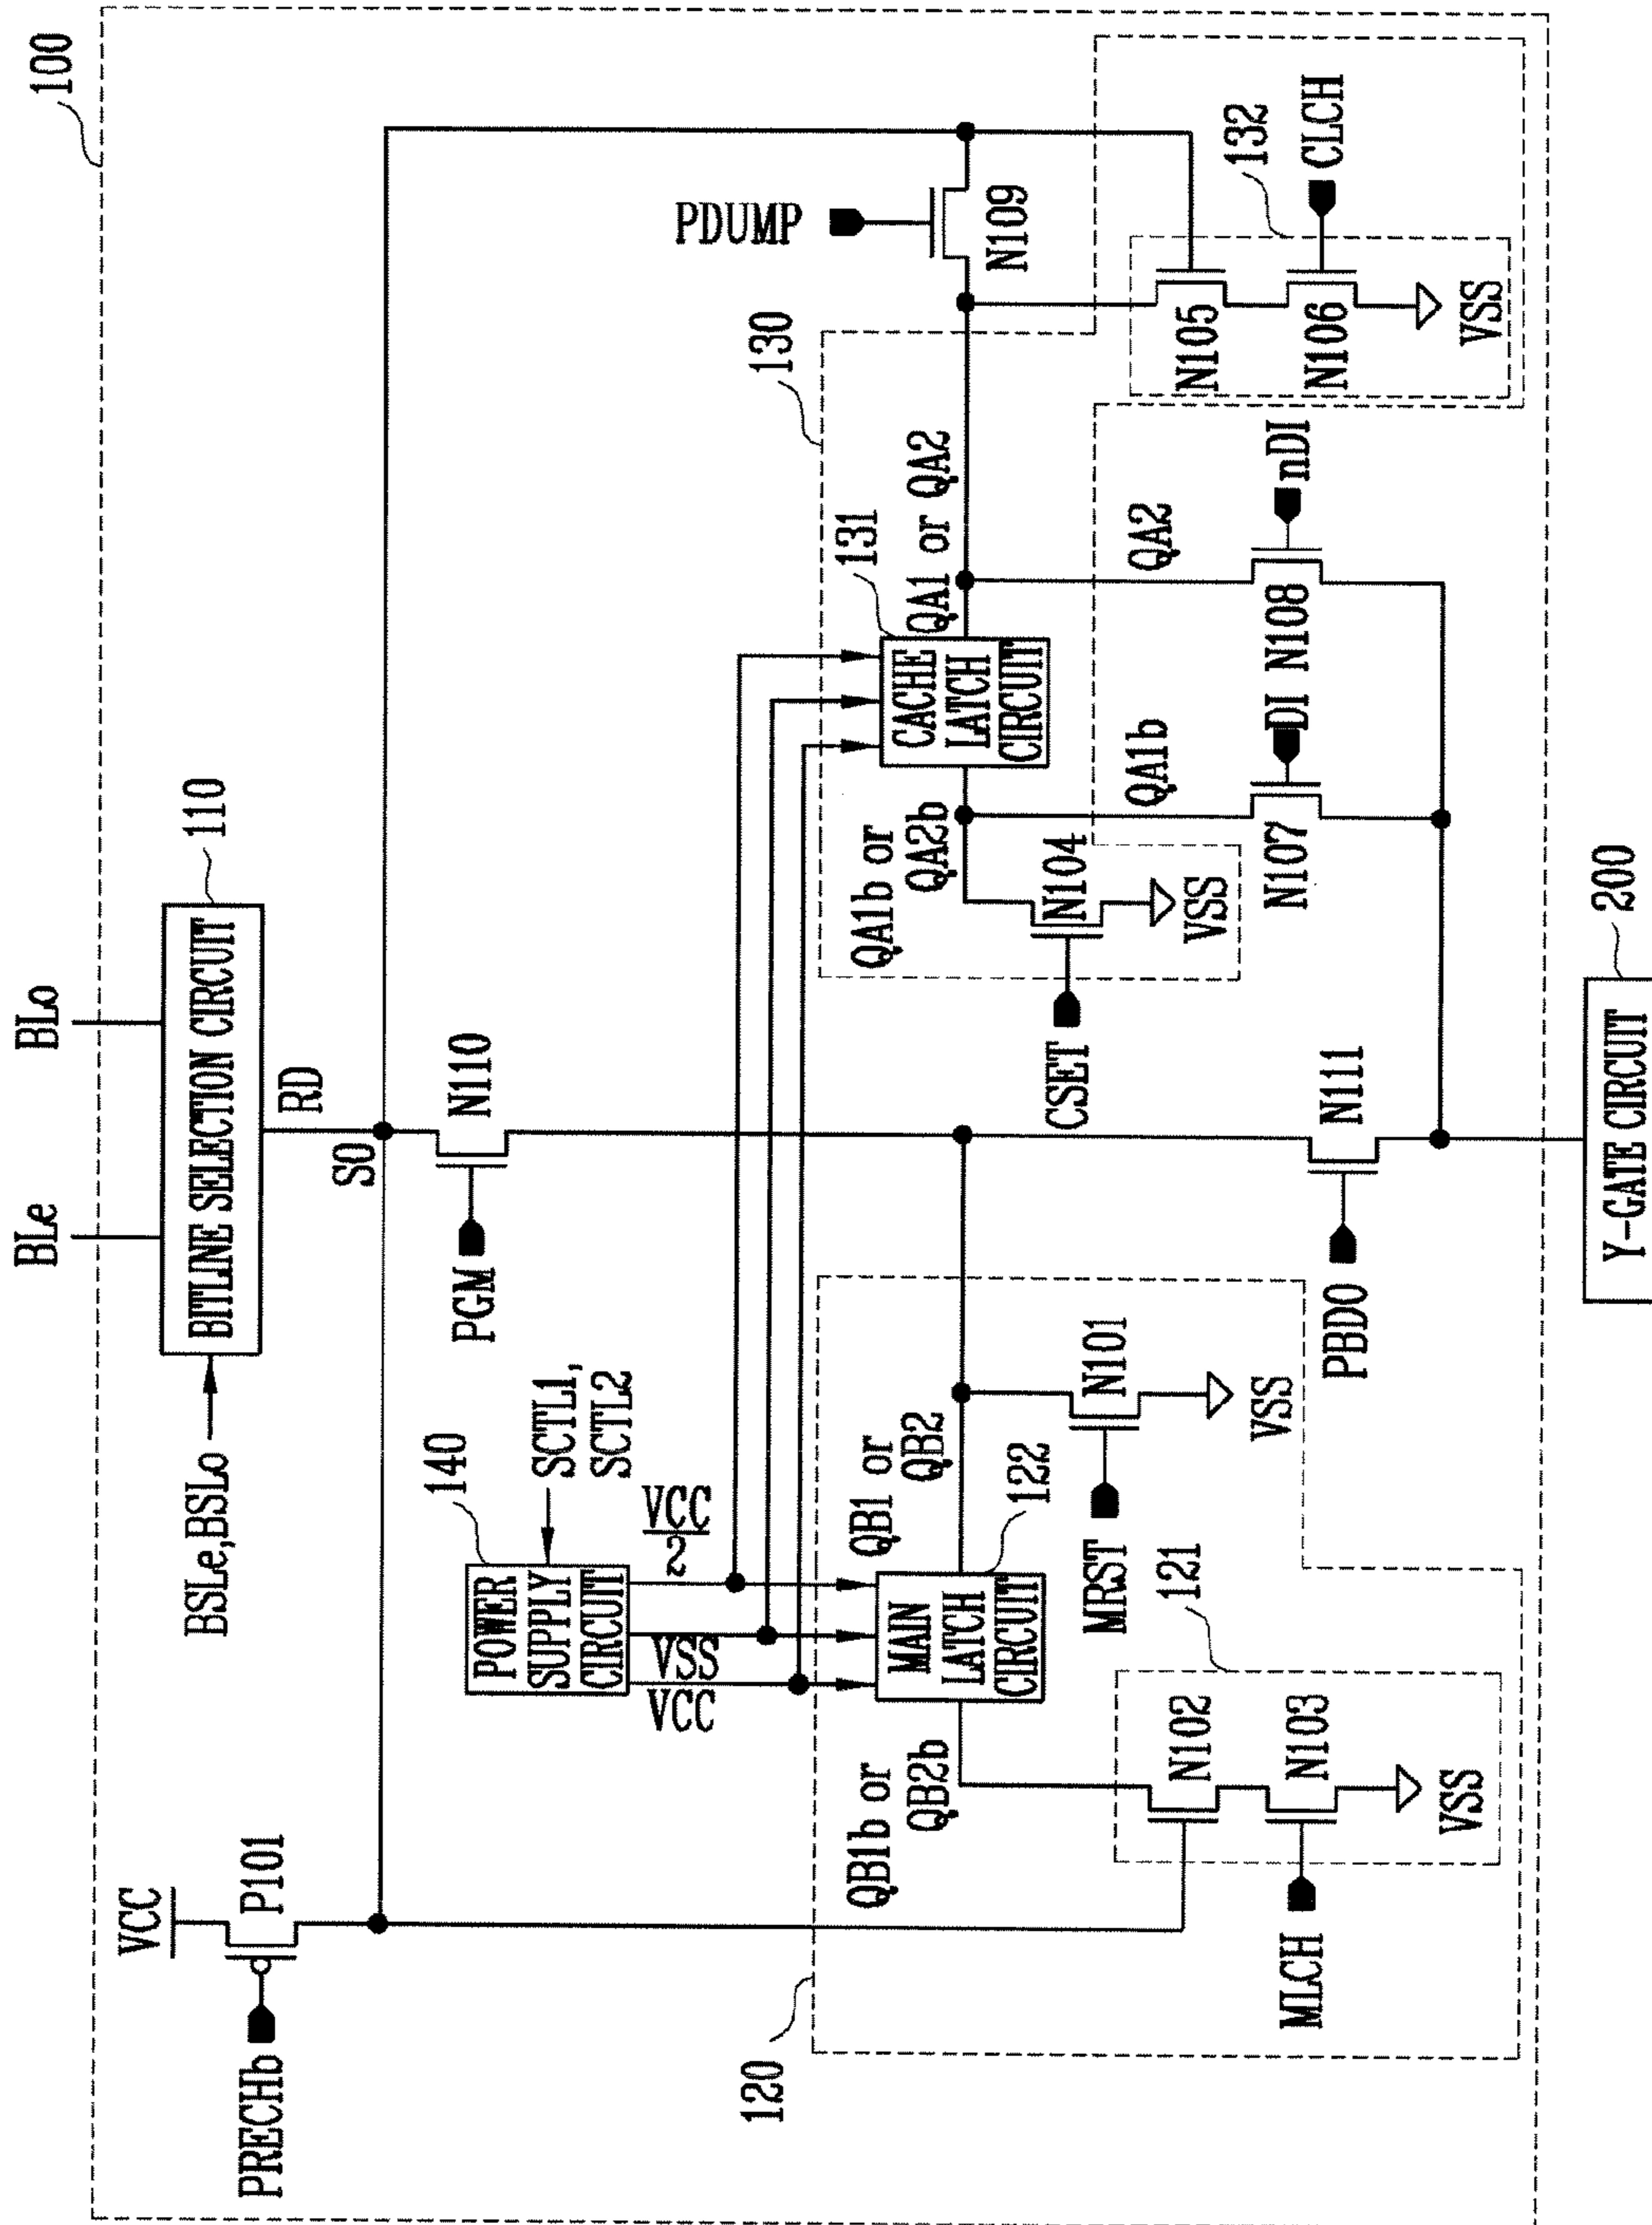 100
BLe
BLo
BSLe,BSLo
BITLINE SELECTION CIRCUIT
110
RD
SO
VCC
PRECHb
P101
PGM
N110
140
POWER
SUPPLY
CIRCUIT
SCTL1,
SCTL2
VCC
VSS
VCC
2
PDUMP
N109
120
QB1b or
QB2b
MAIN
LATCH
CIRCUIT
QB1 or
QB2
122
MRST
N101
VSS
121
N102
N103
MLCH
VSS
130
QA1b or
QA2b
CACHE
LATCH
CIRCUIT
131
QA1 or QA2
CSET
N104
VSS
QA1b
QA2
N107
DI
N108
nDI
132
N105
N106
CLCH
VSS
PBDO
N111
Y-GATE CIRCUIT
200